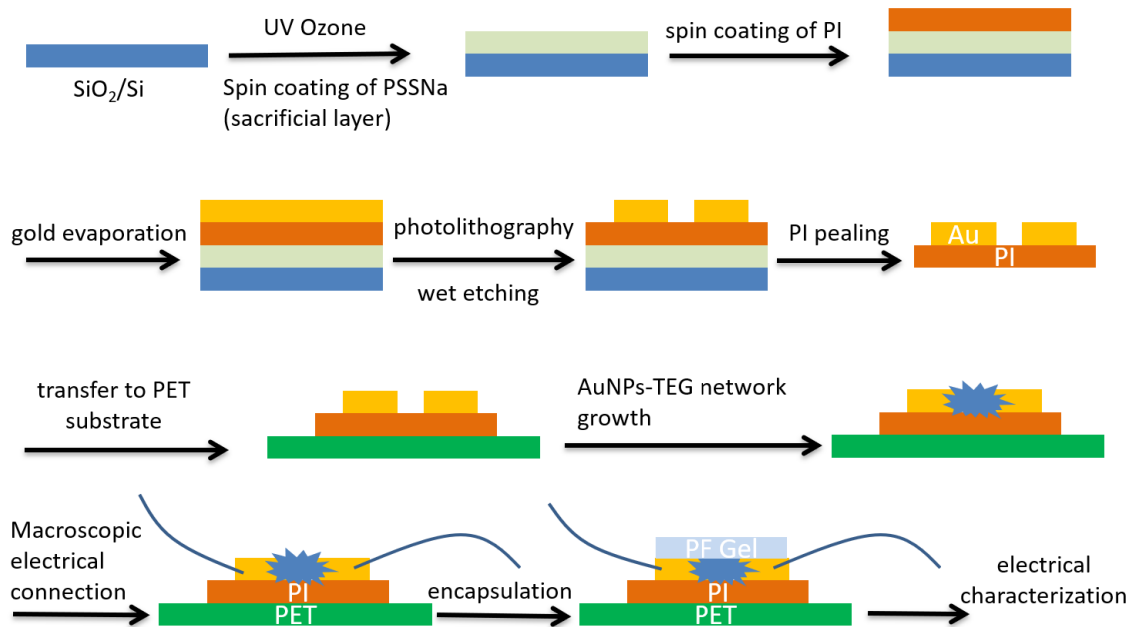 UV Ozone
SiO₂/Si
Spin coating of PSSNa
(sacrificial layer)
spin coating of PI
gold evaporation
photolithography
wet etching
PI pealing
Au
PI
transfer to PET
substrate
AuNPs-TEG network
growth
Macroscopic
electrical
connection
PI
PET
encapsulation
PF Gel
PI
PET
electrical
characterization